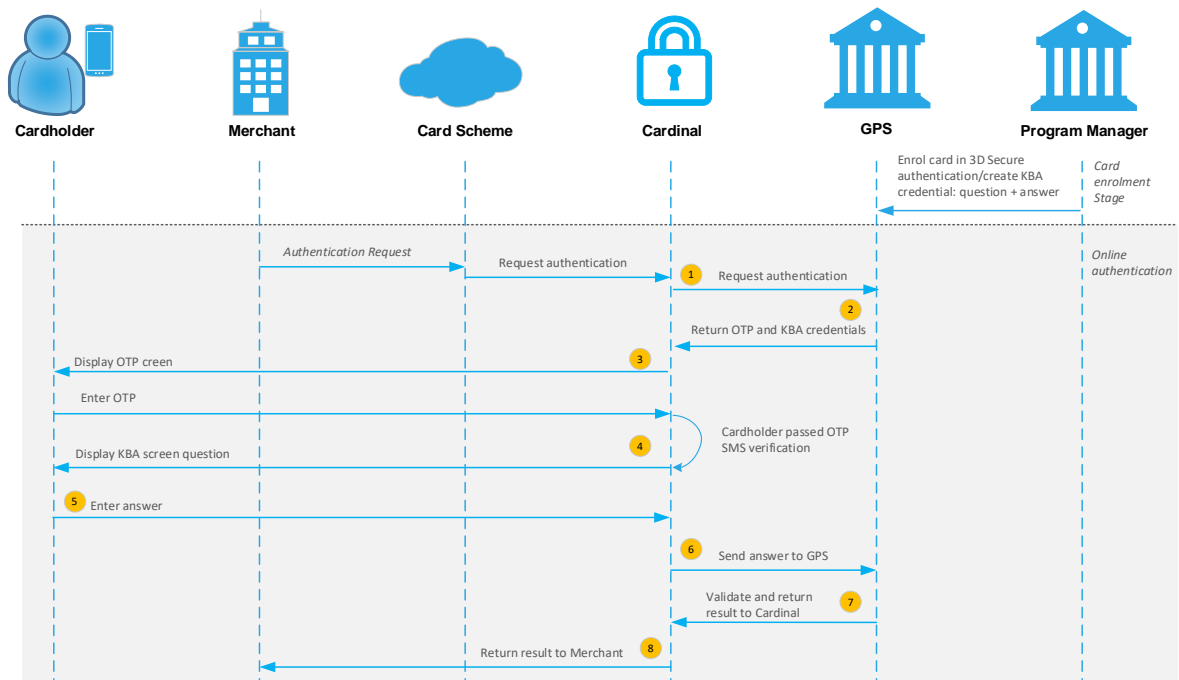 Cardholder
Merchant
Card Scheme
Cardinal
GPS
Program Manager
Enrol card in 3D Secure
authentication/create KBA
credential: question + answer
Card
enrolment
Stage
Authentication Request
Request authentication
1
Request authentication
Online
authentication
2
Return OTP and KBA credentials
3
Display OTP creen
Enter OTP
Cardholder passed OTP
SMS verification
4
Display KBA screen question
5
Enter answer
6
Send answer to GPS
Validate and return
result to Cardinal
7
8
Return result to Merchant